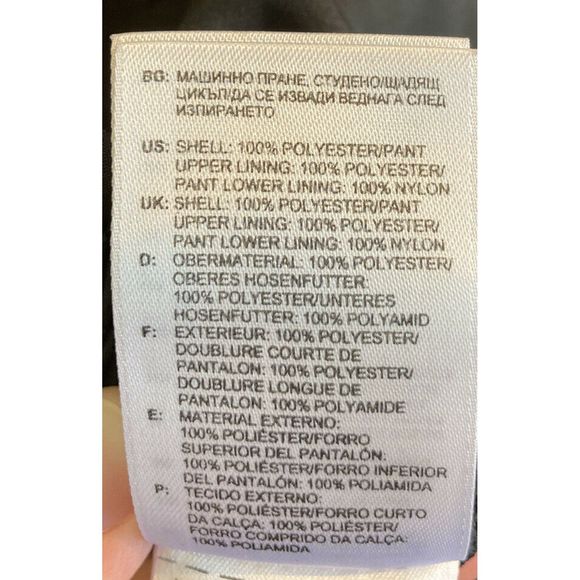 BG: МАШИННО ПРАНЕ, СТУДЕНО/ЩАДЯЩ
ЦИКЪЛ/ДА СЕ ИЗВАДИ ВЕДНАГА СЛЕД
ИЗПИРАНЕТО
US: SHELL: 100% POLYESTER/PANT
UPPER LINING: 100% POLYESTER/
PANT LOWER LINING: 100% NYLON
UK: SHELL: 100% POLYESTER/PANT
UPPER LINING: 100% POLYESTER/
PANT LOWER LINING: 100% NYLON
D: OBERMATERIAL: 100% POLYESTER/
OBERES HOSENFUTTER:
100% POLYESTER/UNTERES
HOSENFUTTER: 100% POLYAMID
F: EXTERIEUR: 100% POLYESTER/
DOUBLURE COURTE DE
PANTALON: 100% POLYESTER/
DOUBLURE LONGUE DE
PANTALON: 100% POLYAMIDE
E: MATERIAL EXTERNO:
100% POLIÉSTER/FORRO
SUPERIOR DEL PANTALÓN:
100% POLIÉSTER/FORRO INFERIOR
DEL PANTALÓN: 100% POLIAMIDA
P: TECIDO EXTERNO:
100% POLIÉSTER/FORRO CURTO
DA CALÇA: 100% POLIÉSTER/
FORRO COMPRIDO DA CALÇA:
100% POLIAMIDA